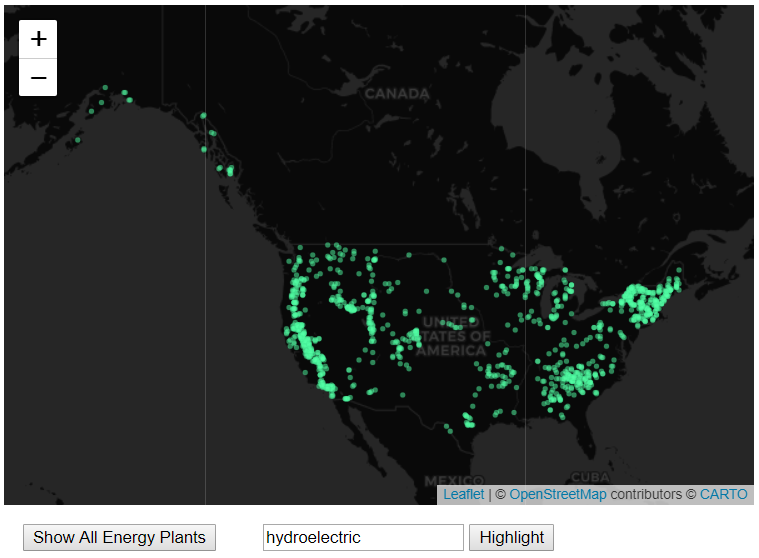 +
−
CANADA
UNITED
STATES OF
AMERICA
MEXICO
CUBA
Leaflet | © OpenStreetMap contributors © CARTO
Show All Energy Plants
hydroelectric
Highlight